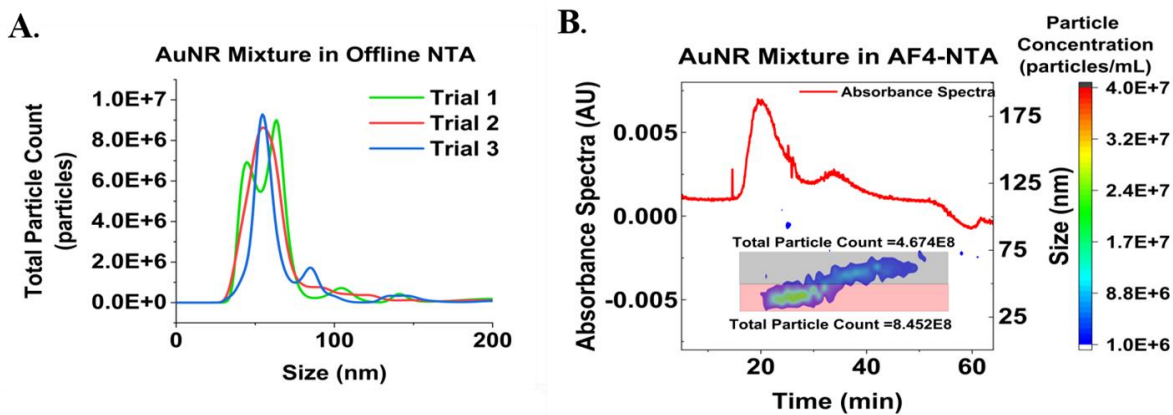 A.
AuNR Mixture in Offline NTA
Total Particle Count
(particles)
1.0E+7
8.0E+6
6.0E+6
4.0E+6
2.0E+6
0.0E+0
Trial 1
Trial 2
Trial 3
0
100
200
Size (nm)
B.
AuNR Mixture in AF4-NTA
Absorbance Spectra (AU)
0.005
0.000
-0.005
Absorbance Spectra
Total Particle Count =4.674E8
Total Particle Count =8.452E8
20
40
60
Time (min)
175
125
75
25
Size (nm)
Particle
Concentration
(particles/mL)
4.0E+7
3.2E+7
2.4E+7
1.7E+7
8.8E+6
1.0E+6